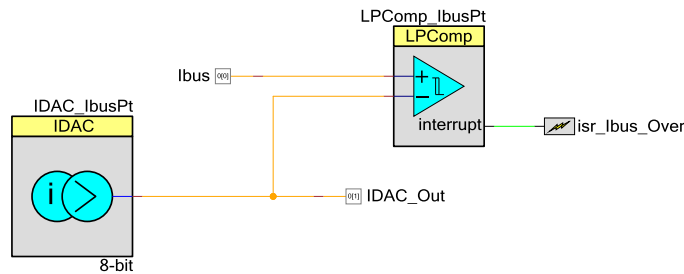 LPComp_IbusPt
LPComp
Ibus 0[0]
+
−
interrupt
isr_Ibus_Over
IDAC_IbusPt
IDAC
i
IDAC_Out
0[1]
8-bit